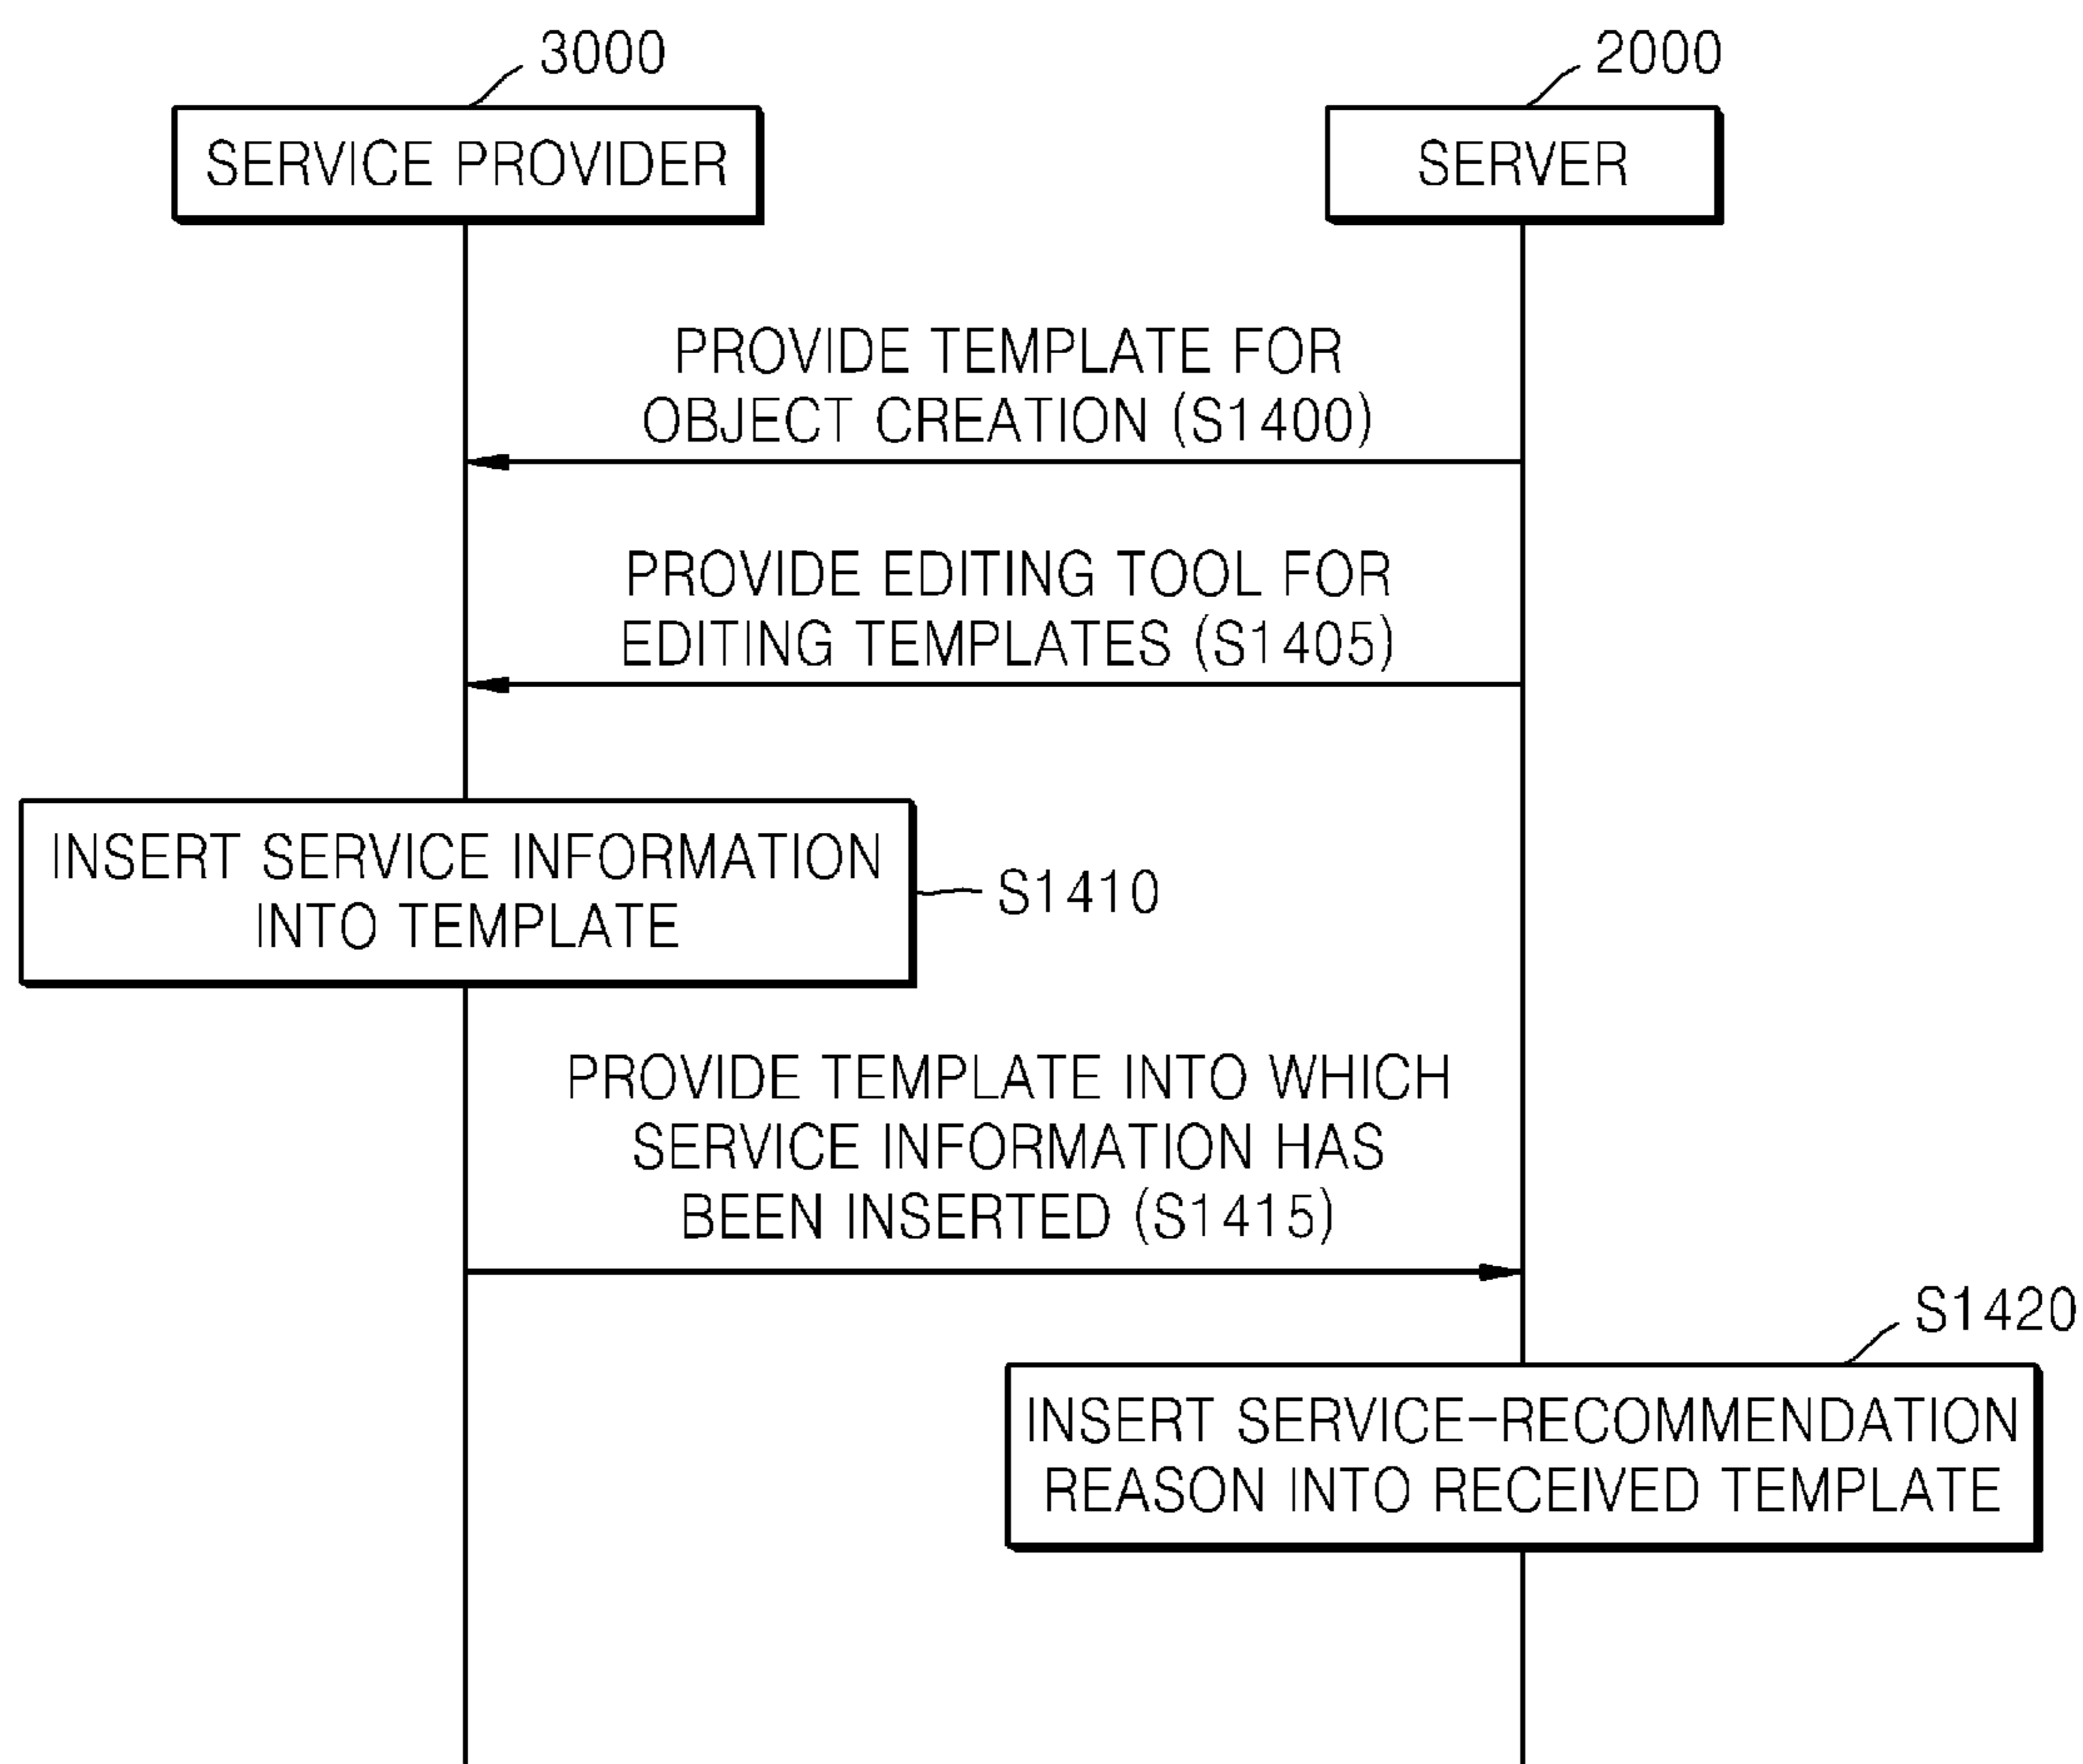 3000
2000
SERVICE PROVIDER
SERVER
PROVIDE TEMPLATE FOR
OBJECT CREATION (S1400)
PROVIDE EDITING TOOL FOR
EDITING TEMPLATES (S1405)
INSERT SERVICE INFORMATION
INTO TEMPLATE
S1410
PROVIDE TEMPLATE INTO WHICH
SERVICE INFORMATION HAS
BEEN INSERTED (S1415)
S1420
INSERT SERVICE-RECOMMENDATION
REASON INTO RECEIVED TEMPLATE